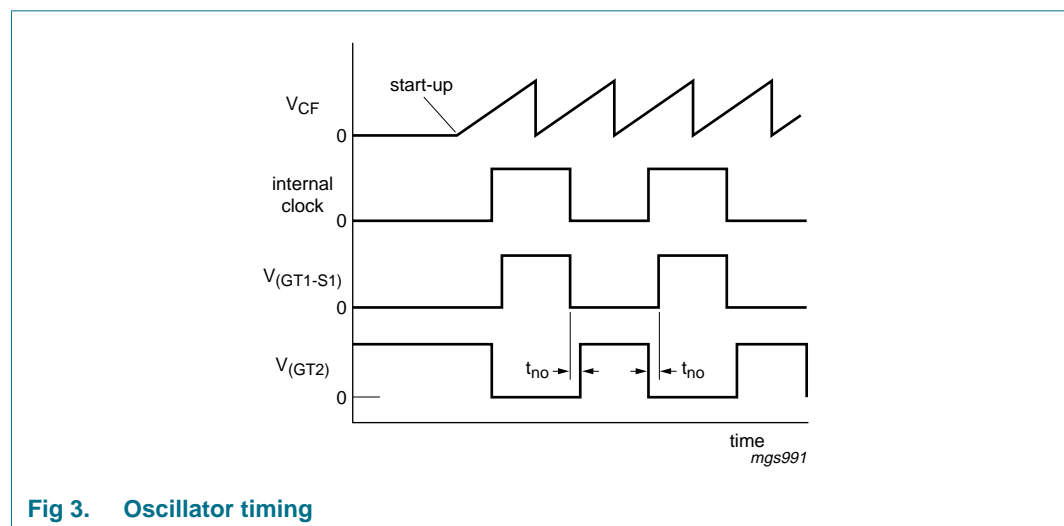 start-up
VCF
0
internal
clock
0
V(GT1-S1)
0
V(GT2)
tno
tno
0
time
mgs991
Fig 3. Oscillator timing